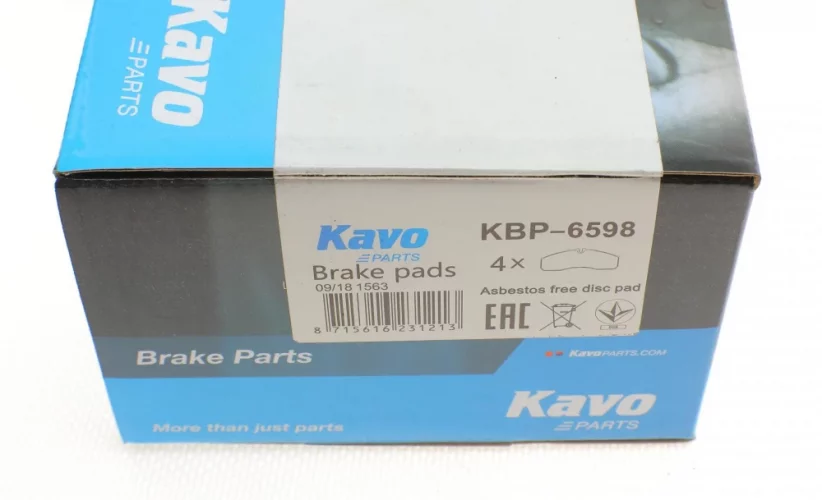 Kavo
PARTS
Kavo
PARTS
Brake pads
09/18 1563
8 715616 231213
KBP-6598
4×
Asbestos free disc pad
EAC
Brake Parts
KavoPARTS.COM
More than just parts
Kavo
PARTS